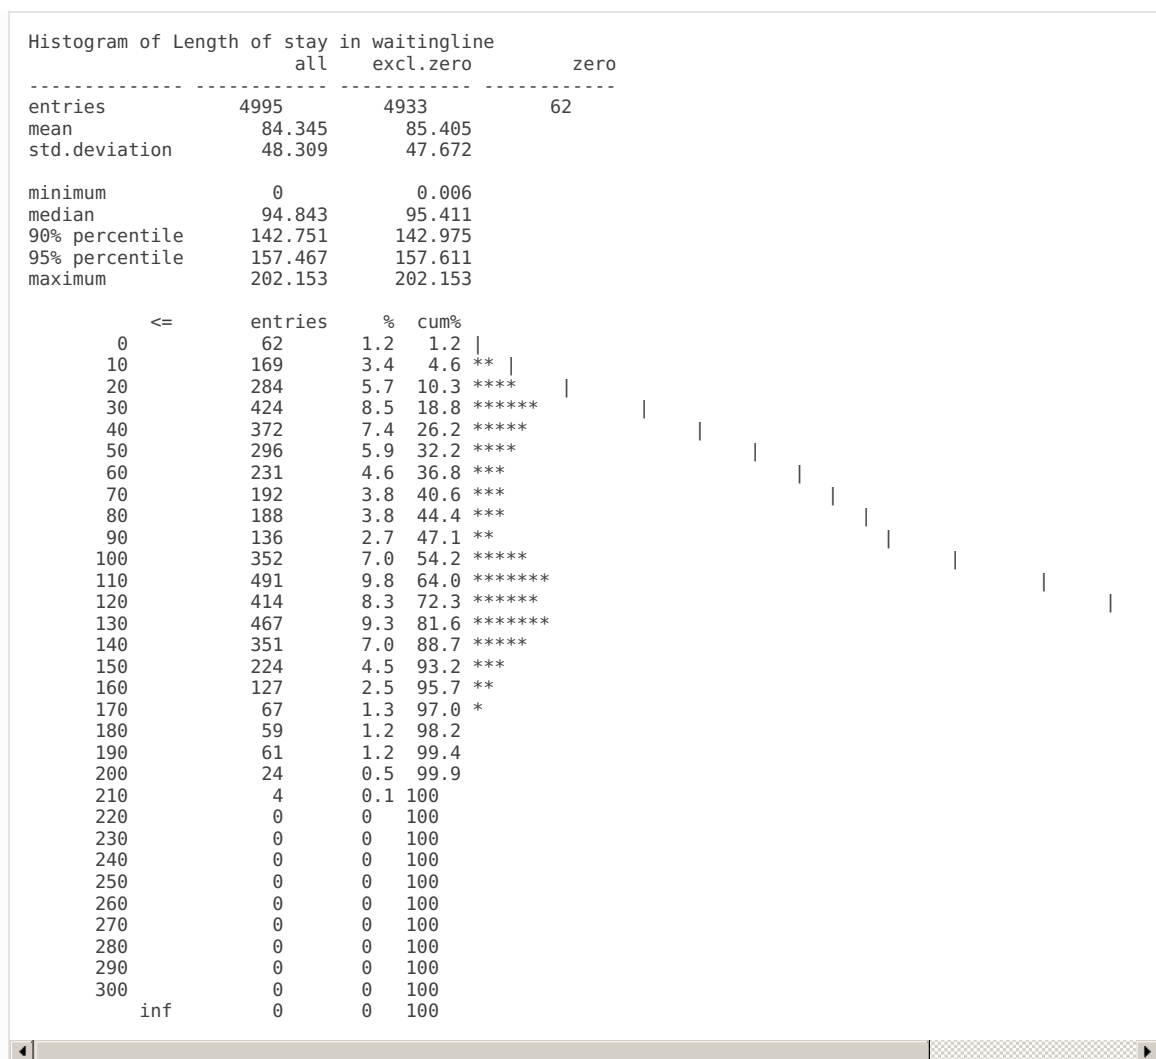 Histogram of Length of stay in waitingline
                        all    excl.zero         zero
-------------- ------------ ------------ ------------
entries            4995         4933           62
mean                 84.345       85.405
std.deviation        48.309       47.672

minimum               0            0.006
median               94.843       95.411
90% percentile      142.751      142.975
95% percentile      157.467      157.611
maximum             202.153      202.153

           <=       entries     %  cum%
        0            62       1.2   1.2 |
       10           169       3.4   4.6 ** |
       20           284       5.7  10.3 ****    |
       30           424       8.5  18.8 ******         |
       40           372       7.4  26.2 *****               |
       50           296       5.9  32.2 ****                     |
       60           231       4.6  36.8 ***                          |
       70           192       3.8  40.6 ***                             |
       80           188       3.8  44.4 ***                                |
       90           136       2.7  47.1 **                                   |
      100           352       7.0  54.2 *****                                      |
      110           491       9.8  64.0 *******                                            |
      120           414       8.3  72.3 ******                                                   |
      130           467       9.3  81.6 *******
      140           351       7.0  88.7 *****
      150           224       4.5  93.2 ***
      160           127       2.5  95.7 **
      170            67       1.3  97.0 *
      180            59       1.2  98.2
      190            61       1.2  99.4
      200            24       0.5  99.9
      210             4       0.1 100
      220             0       0   100
      230             0       0   100
      240             0       0   100
      250             0       0   100
      260             0       0   100
      270             0       0   100
      280             0       0   100
      290             0       0   100
      300             0       0   100
          inf         0       0   100